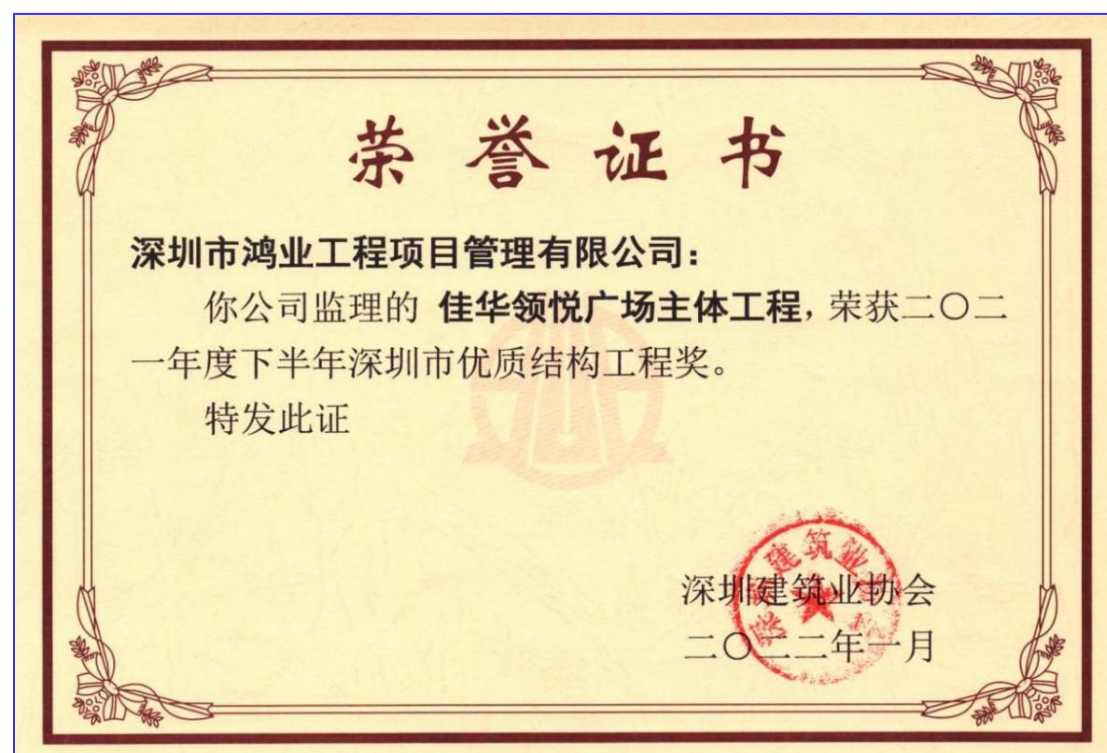 荣誉证书
深圳市鸿业工程项目管理有限公司：
你公司监理的 佳华领悦广场主体工程，荣获二〇二
一年度下半年深圳市优质结构工程奖。
特发此证
深圳建筑业协会
二〇二二年一月